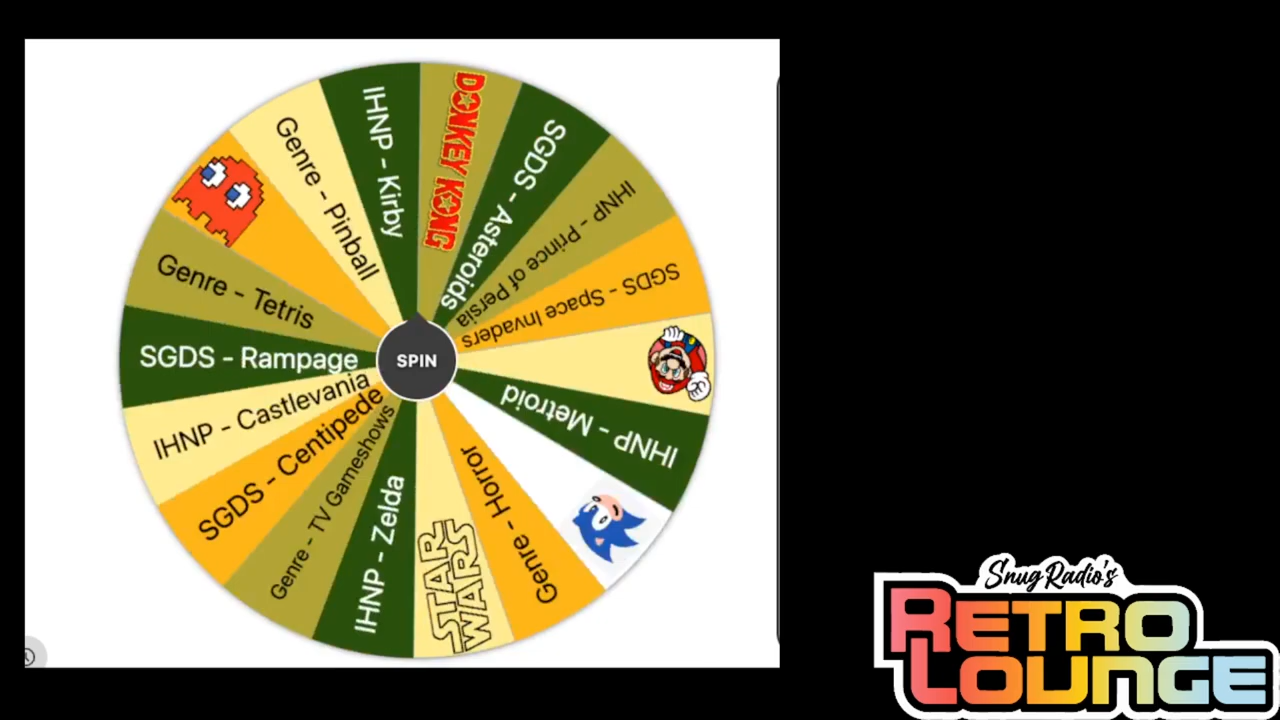 DONKEY KONG
SGDS - Asteroids
IHNP - Prince of Persia
SGDS - Space Invaders
IHNP - Metroid
Genre - Horror
STAR
WARS
IHNP - Zelda
Genre - TV Gameshows
SGDS - Centipede
IHNP - Castlevania
SGDS - Rampage
Genre - Tetris
Genre - Pinball
IHNP - Kirby
SPIN
Snug Radio's
RETRO
LOUNGE